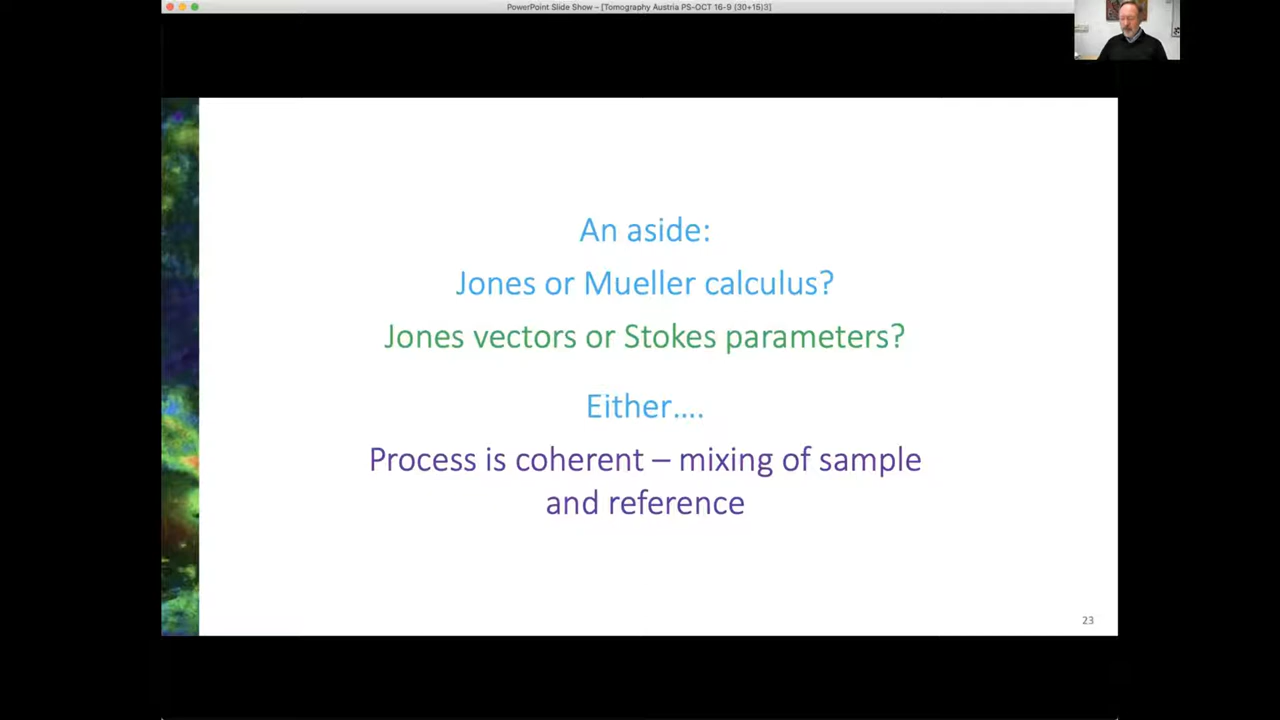 PowerPoint Slide Show – [Tomography Austria PS-OCT 16-9 (30+15)3]
An aside:
Jones or Mueller calculus?
Jones vectors or Stokes parameters?
Either....
Process is coherent – mixing of sample
and reference
23